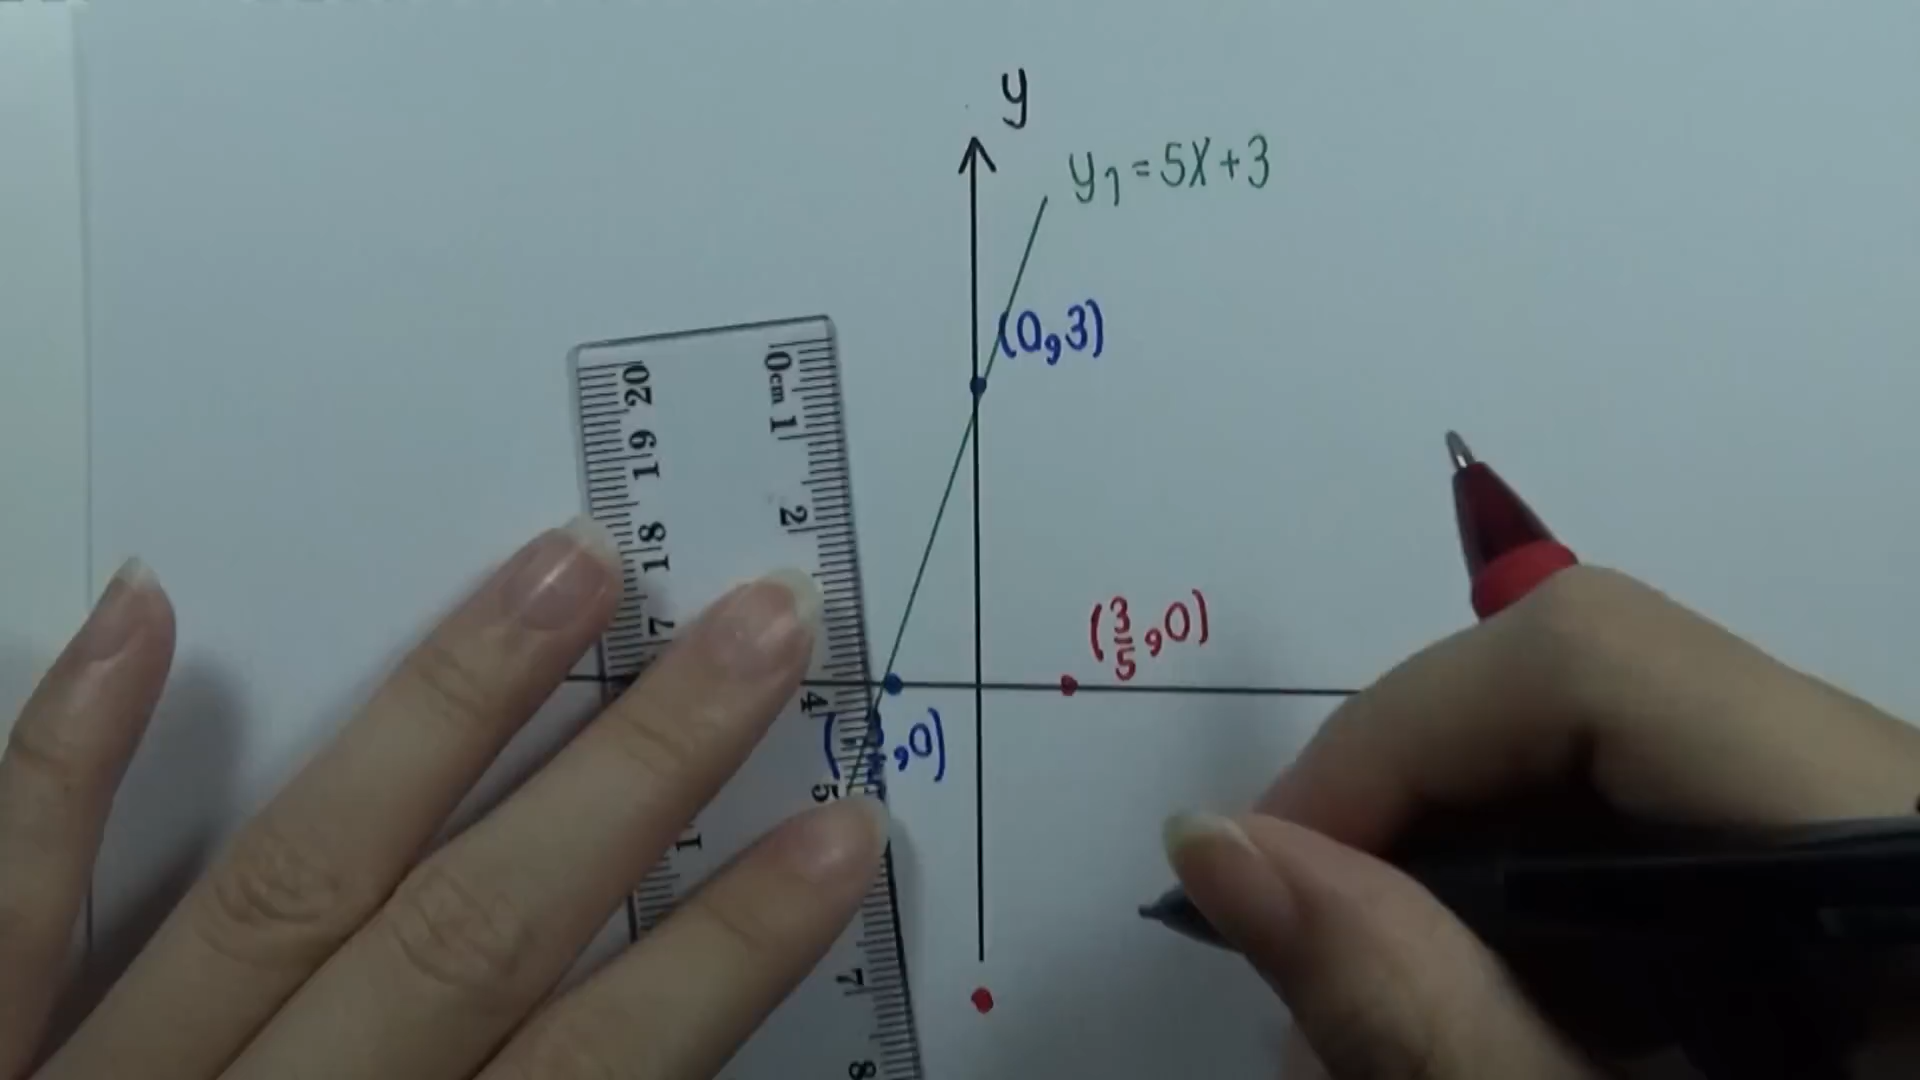 y
y₁=5x+3
(0,3)
(3/5,0)
,0)
0cm 1 2 4 5 7 8
20 19 18 17